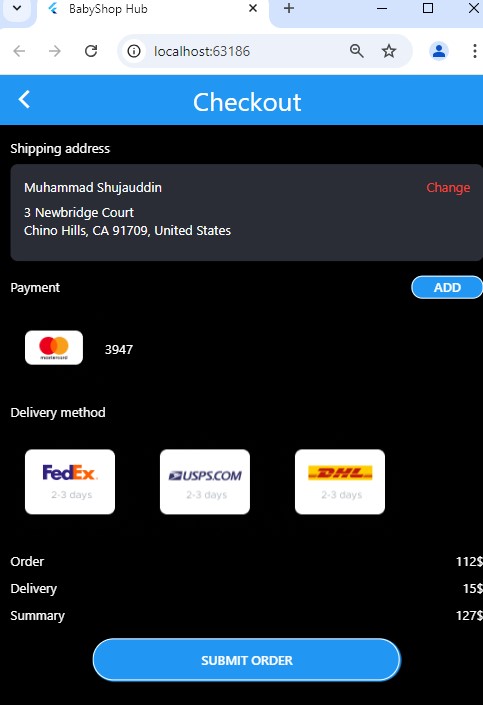 BabyShop Hub
localhost:63186
Checkout
Shipping address
Muhammad Shujauddin
Change
3 Newbridge Court
Chino Hills, CA 91709, United States
Payment
ADD
mastercard
3947
Delivery method
FedEx
2-3 days
USPS.COM
2-3 days
DHL
2-3 days
Order 112$
Delivery 15$
Summary 127$
SUBMIT ORDER